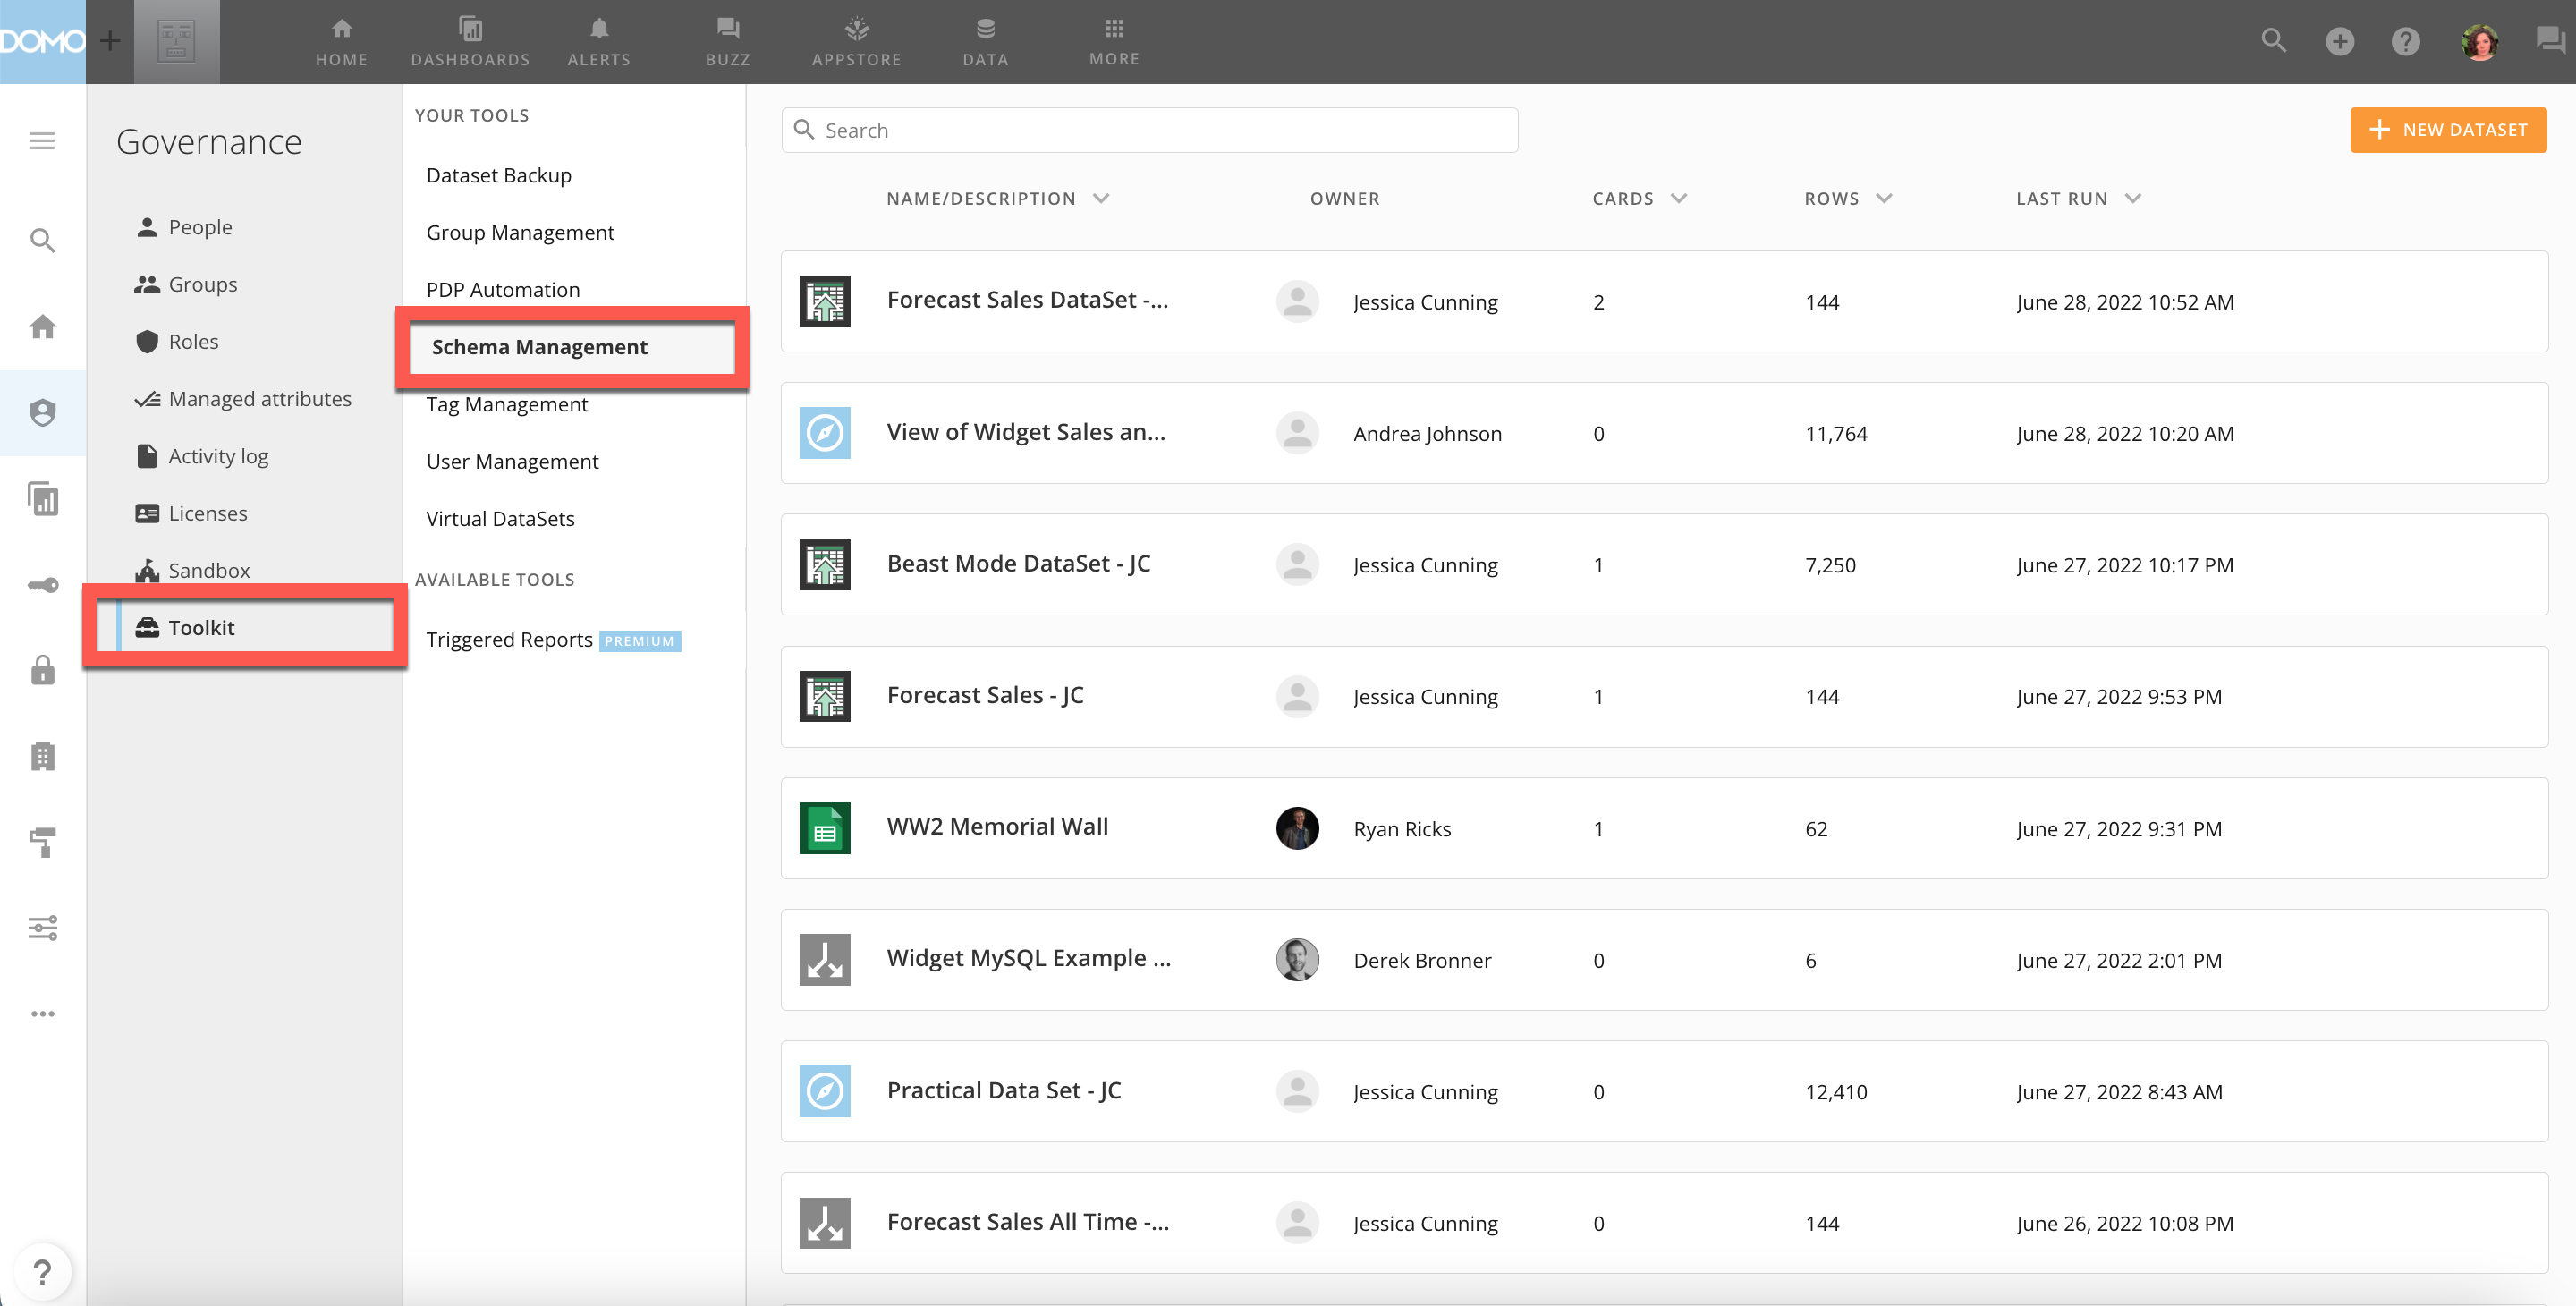 DOMO
HOME
DASHBOARDS
ALERTS
BUZZ
APPSTORE
DATA
MORE
Governance
People
Groups
Roles
Managed attributes
Activity log
Licenses
Sandbox
Toolkit
YOUR TOOLS
Dataset Backup
Group Management
PDP Automation
Schema Management
Tag Management
User Management
Virtual DataSets
AVAILABLE TOOLS
Triggered Reports PREMIUM
Search
NEW DATASET
NAME/DESCRIPTION OWNER CARDS ROWS LAST RUN
Forecast Sales DataSet -... Jessica Cunning 2 144 June 28, 2022 10:52 AM
View of Widget Sales an... Andrea Johnson 0 11,764 June 28, 2022 10:20 AM
Beast Mode DataSet - JC Jessica Cunning 1 7,250 June 27, 2022 10:17 PM
Forecast Sales - JC Jessica Cunning 1 144 June 27, 2022 9:53 PM
WW2 Memorial Wall Ryan Ricks 1 62 June 27, 2022 9:31 PM
Widget MySQL Example ... Derek Bronner 0 6 June 27, 2022 2:01 PM
Practical Data Set - JC Jessica Cunning 0 12,410 June 27, 2022 8:43 AM
Forecast Sales All Time -... Jessica Cunning 0 144 June 26, 2022 10:08 PM